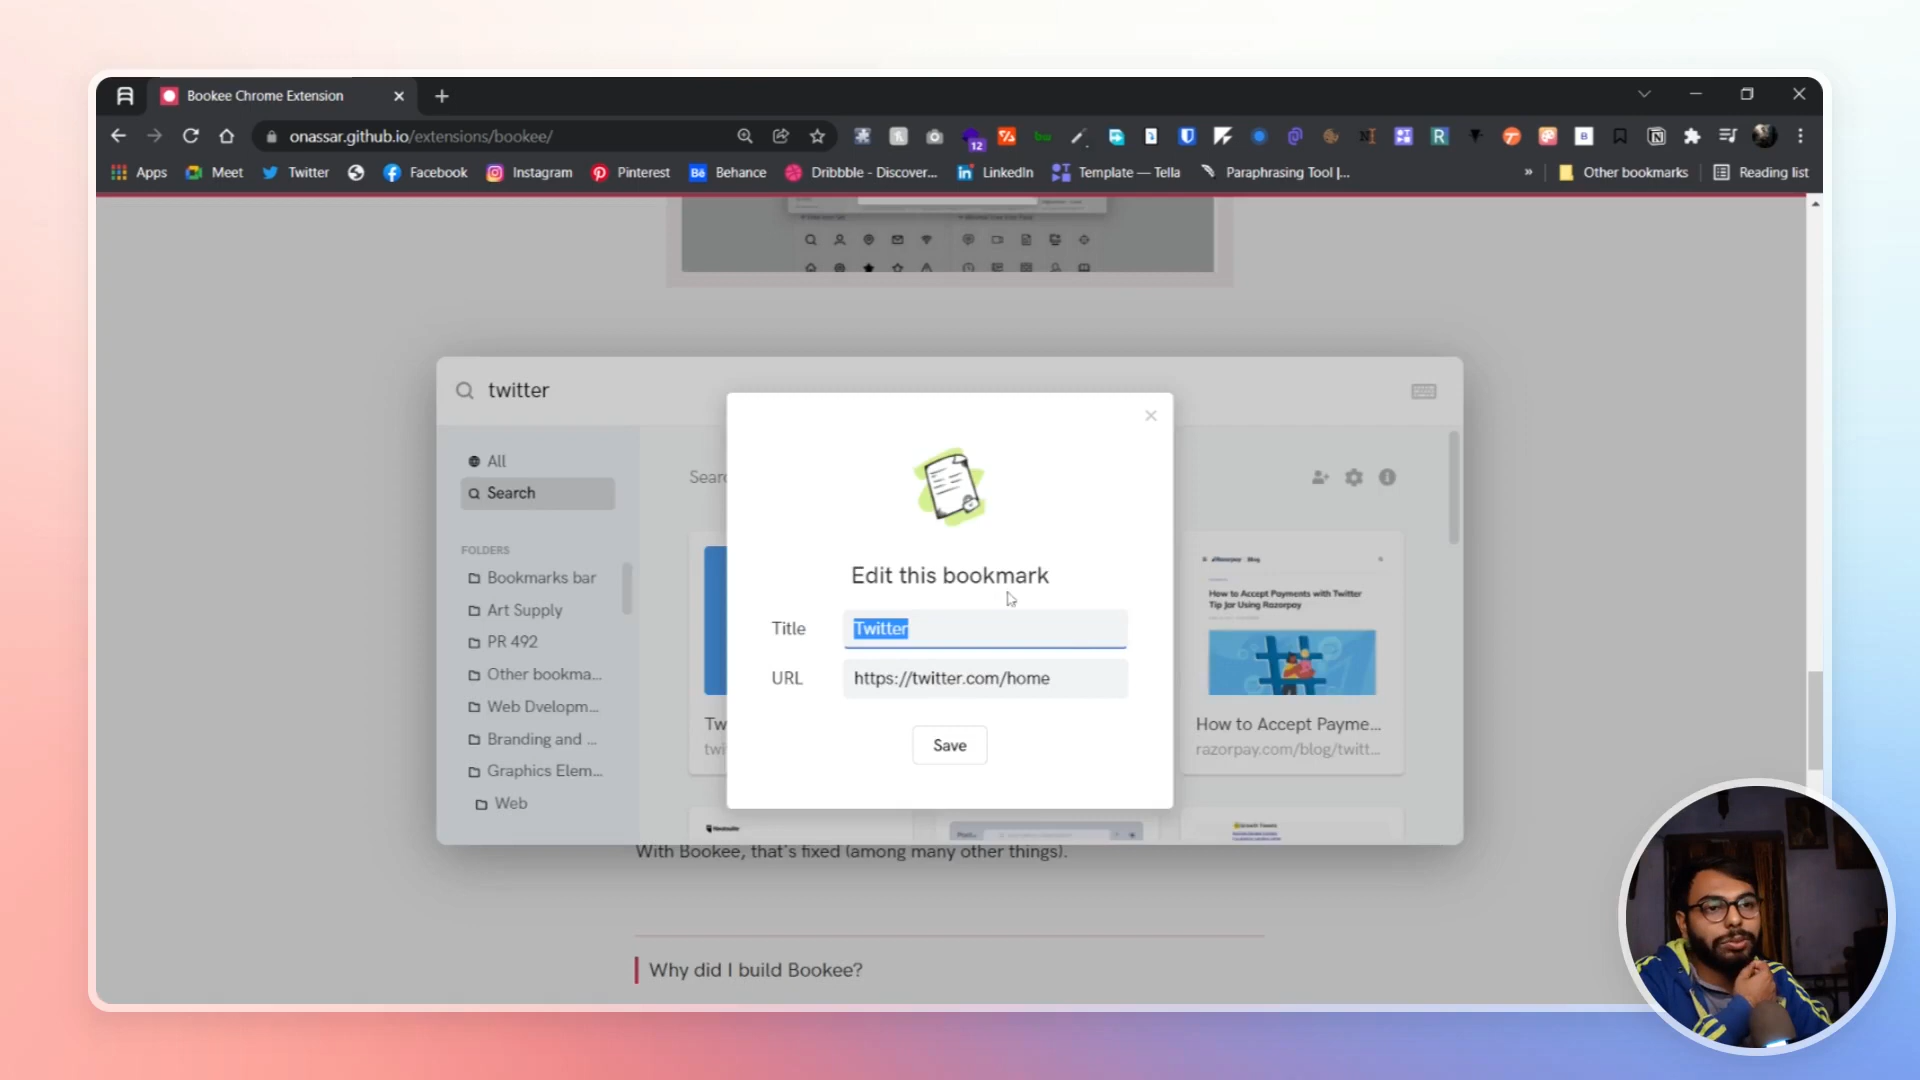 Bookee Chrome Extension
onassar.github.io/extensions/bookee/
12
Apps
Meet
Twitter
Facebook
Instagram
Pinterest
Behance
Dribbble - Discover...
LinkedIn
Template — Tella
Paraphrasing Tool |...
»
Other bookmarks
Reading list
twitter
All
Search
FOLDERS
Bookmarks bar
Art Supply
PR 492
Other bookma...
Web Dvelopm...
Branding and ...
Graphics Elem...
Web
Searc
Edit this bookmark
Title
Twitter
URL
https://twitter.com/home
Save
Tw
twi
How to Accept Payments with Twitter
Tip Jar Using Razorpay
How to Accept Payme...
razorpay.com/blog/twitt...
With Bookee, that's fixed (among many other things).
Why did I build Bookee?